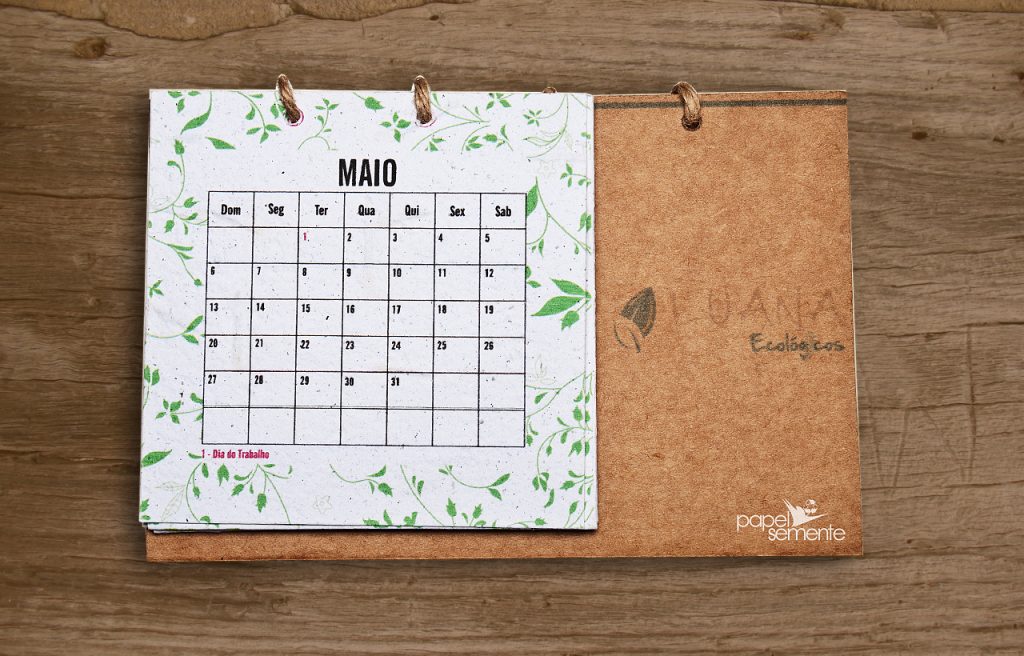 MAIO
Dom Seg Ter Qua Qui Sex Sab
1 2 3 4 5
6 7 8 9 10 11 12
13 14 15 16 17 18 19
20 21 22 23 24 25 26
27 28 29 30 31
1 - Dia do Trabalho
LUANA
Ecológicos
papel
semente